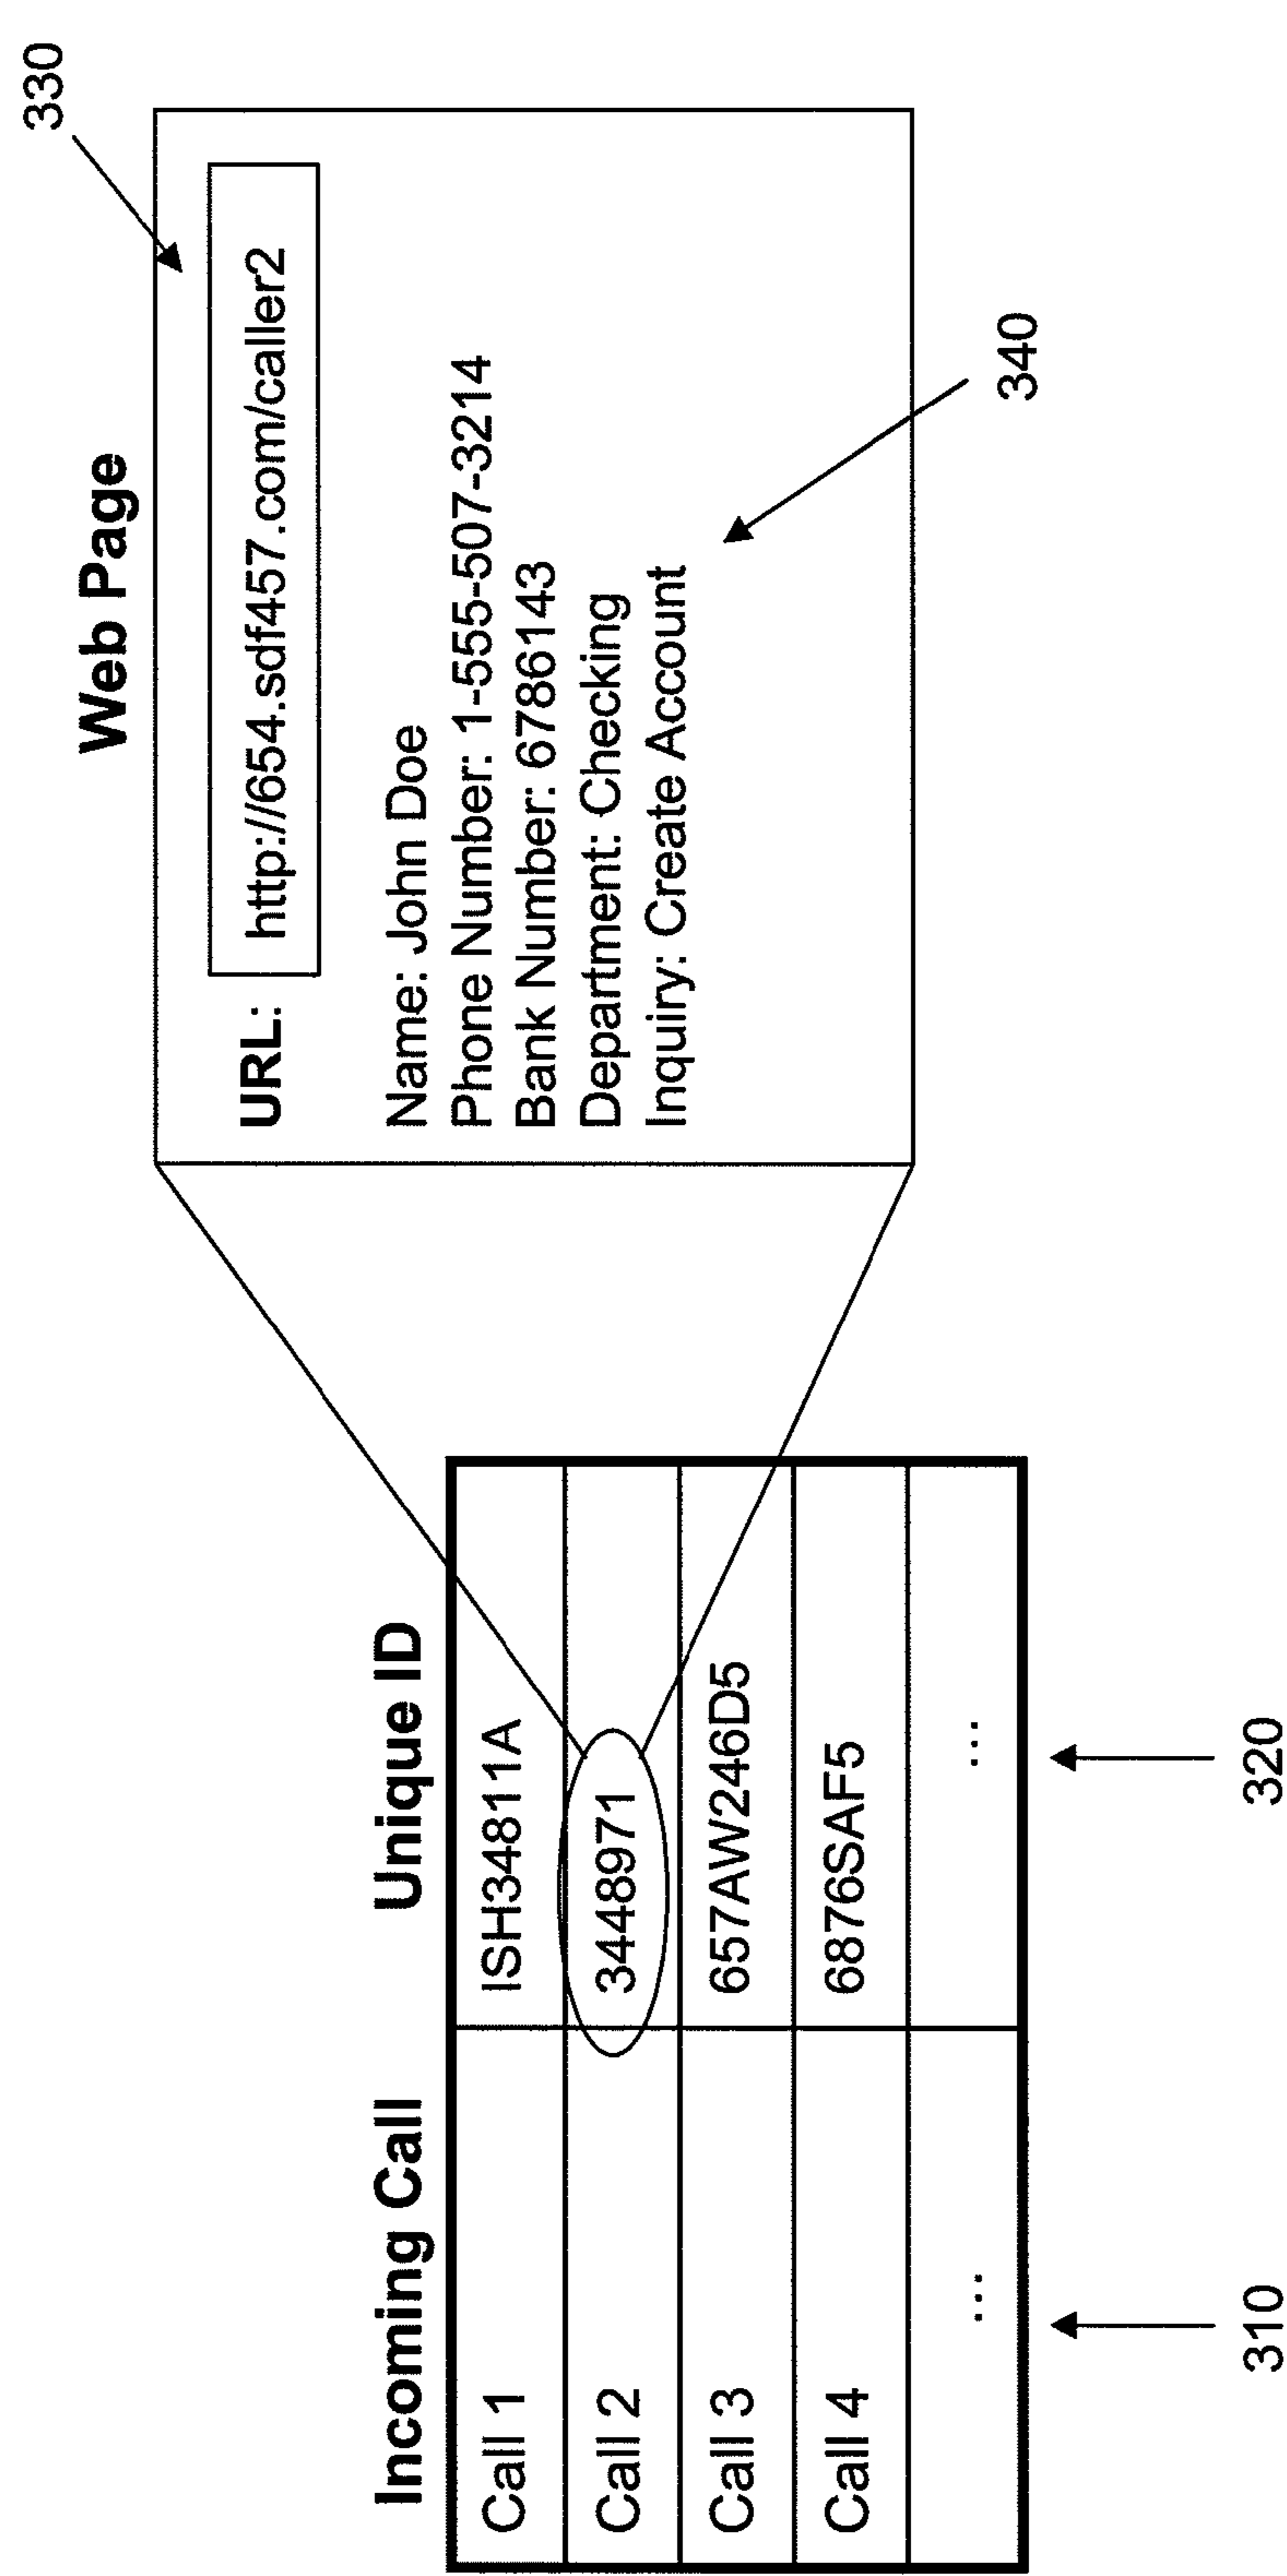 330
Web Page
URL: http://654.sdf457.com/caller2
Name: John Doe
Phone Number: 1-555-507-3214
Bank Number: 6786143
Department: Checking
Inquiry: Create Account
340
Incoming Call Unique ID
Call 1 ISH34811A
Call 2 3448971
Call 3 657AW246D5
Call 4 6876SAF5
... ...
310 320